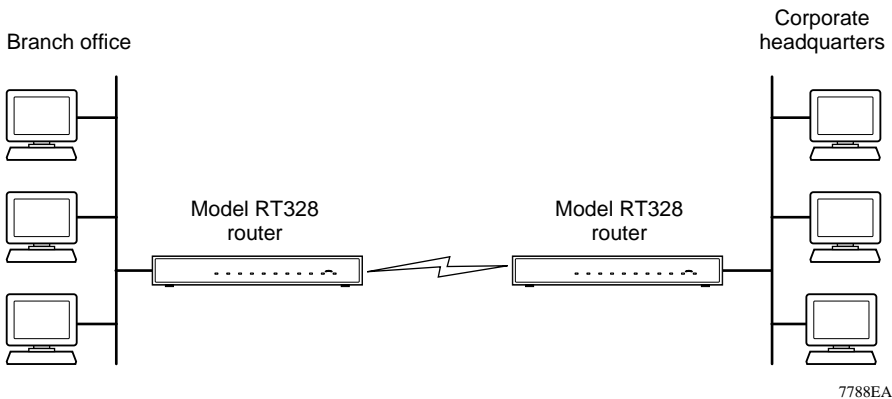 Branch office
Corporate
headquarters
Model RT328
router
Model RT328
router
7788EA